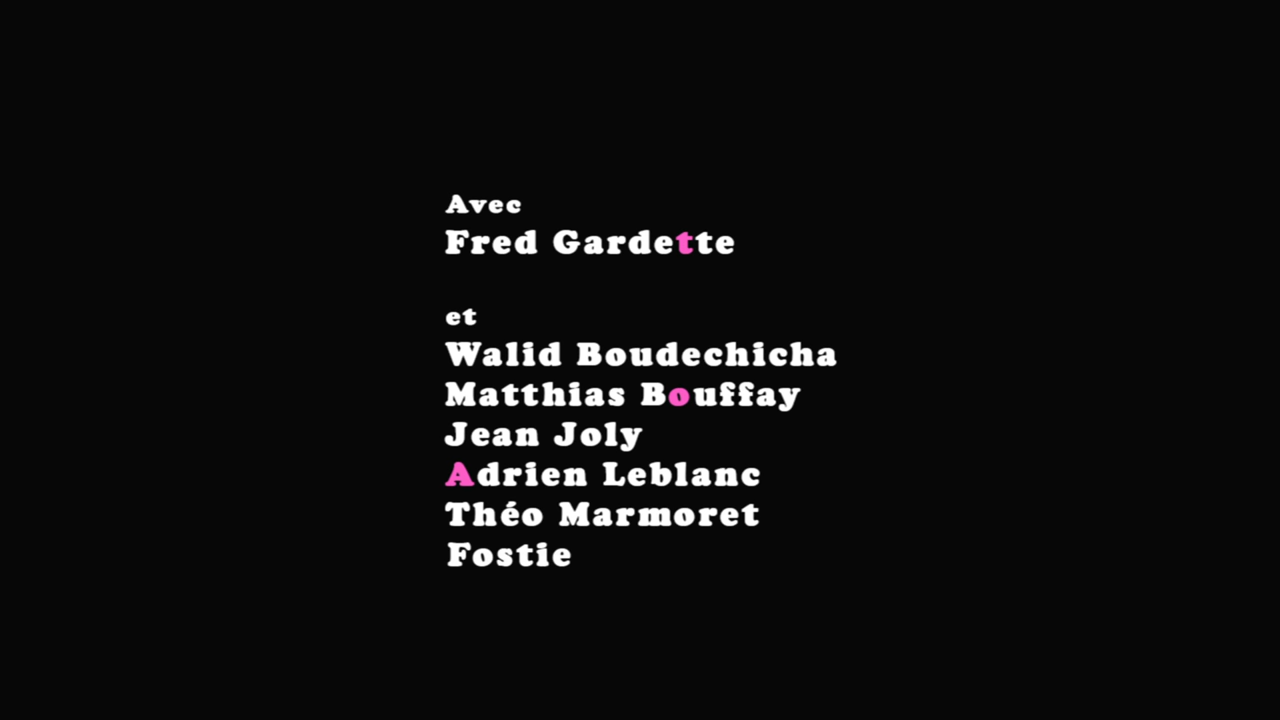 Avec
Fred Gardette
et
Walid Boudechicha
Matthias Bouffay
Jean Joly
Adrien Leblanc
Théo Marmoret
Fostie